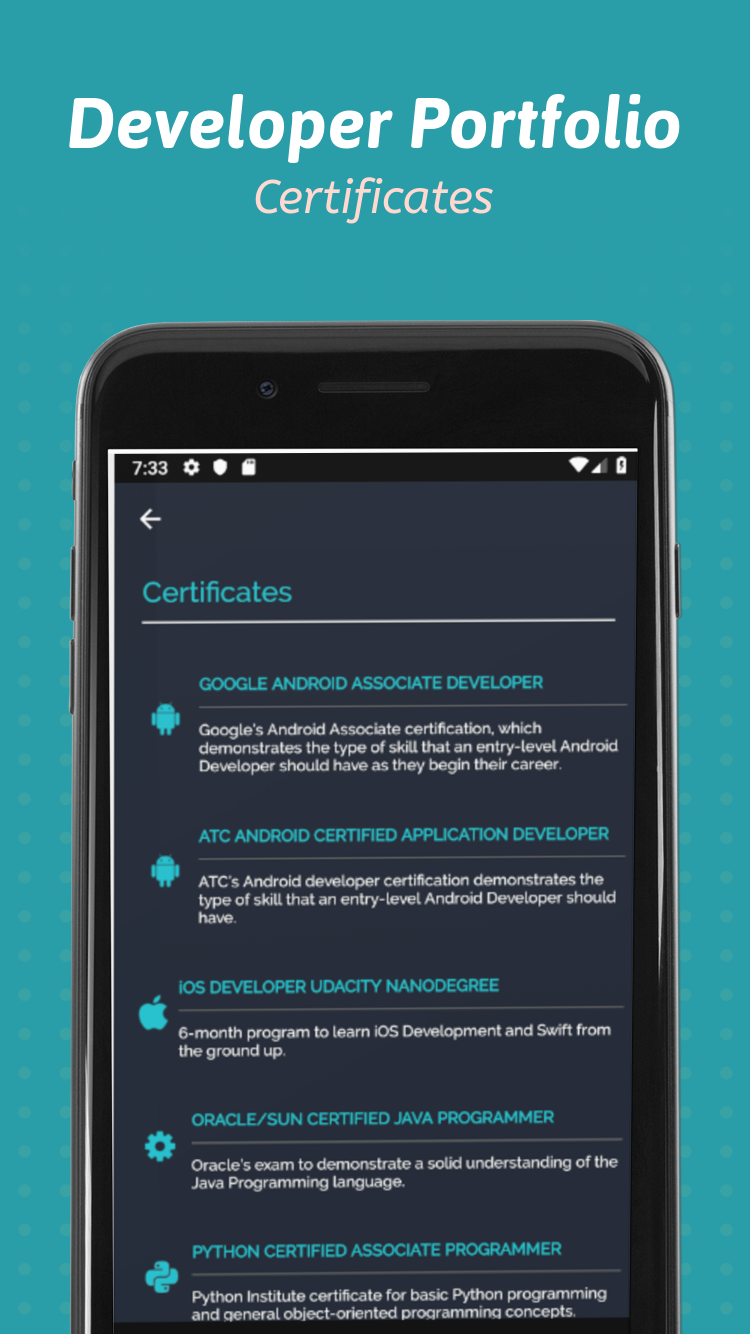 Developer Portfolio
Certificates
7:33
Certificates
GOOGLE ANDROID ASSOCIATE DEVELOPER
Google's Android Associate certification, which
demonstrates the type of skill that an entry-level Android
Developer should have as they begin their career.
ATC ANDROID CERTIFIED APPLICATION DEVELOPER
ATC's Android developer certification demonstrates the
type of skill that an entry-level Android Developer should
have.
iOS DEVELOPER UDACITY NANODEGREE
6-month program to learn iOS Development and Swift from
the ground up.
ORACLE/SUN CERTIFIED JAVA PROGRAMMER
Oracle's exam to demonstrate a solid understanding of the
Java Programming language.
PYTHON CERTIFIED ASSOCIATE PROGRAMMER
Python Institute certificate for basic Python programming
and general object-oriented programming concepts.